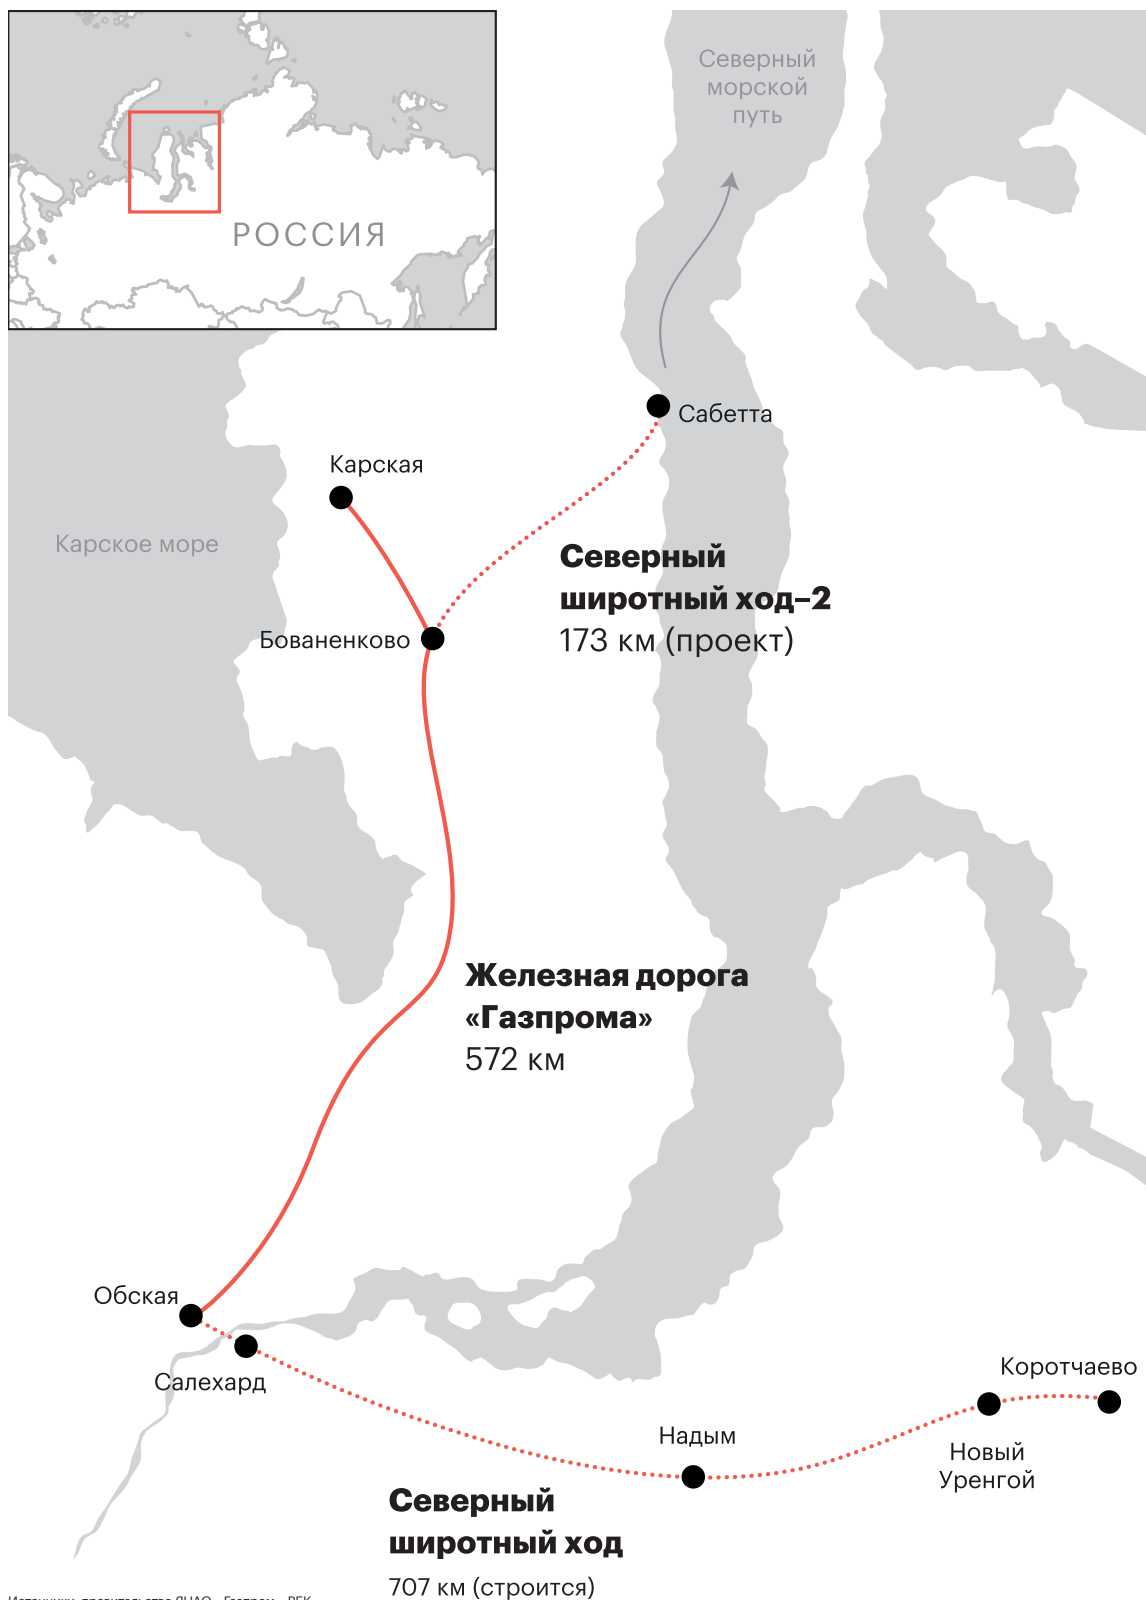 Северный
морской
путь
РОССИЯ
Сабетта
Карская
Карское море
Северный
широтный ход–2
173 км (проект)
Бованенково
Железная дорога
«Газпрома»
572 км
Обская
Салехард
Коротчаево
Надым
Новый
Уренгой
Северный
широтный ход
707 км (строится)